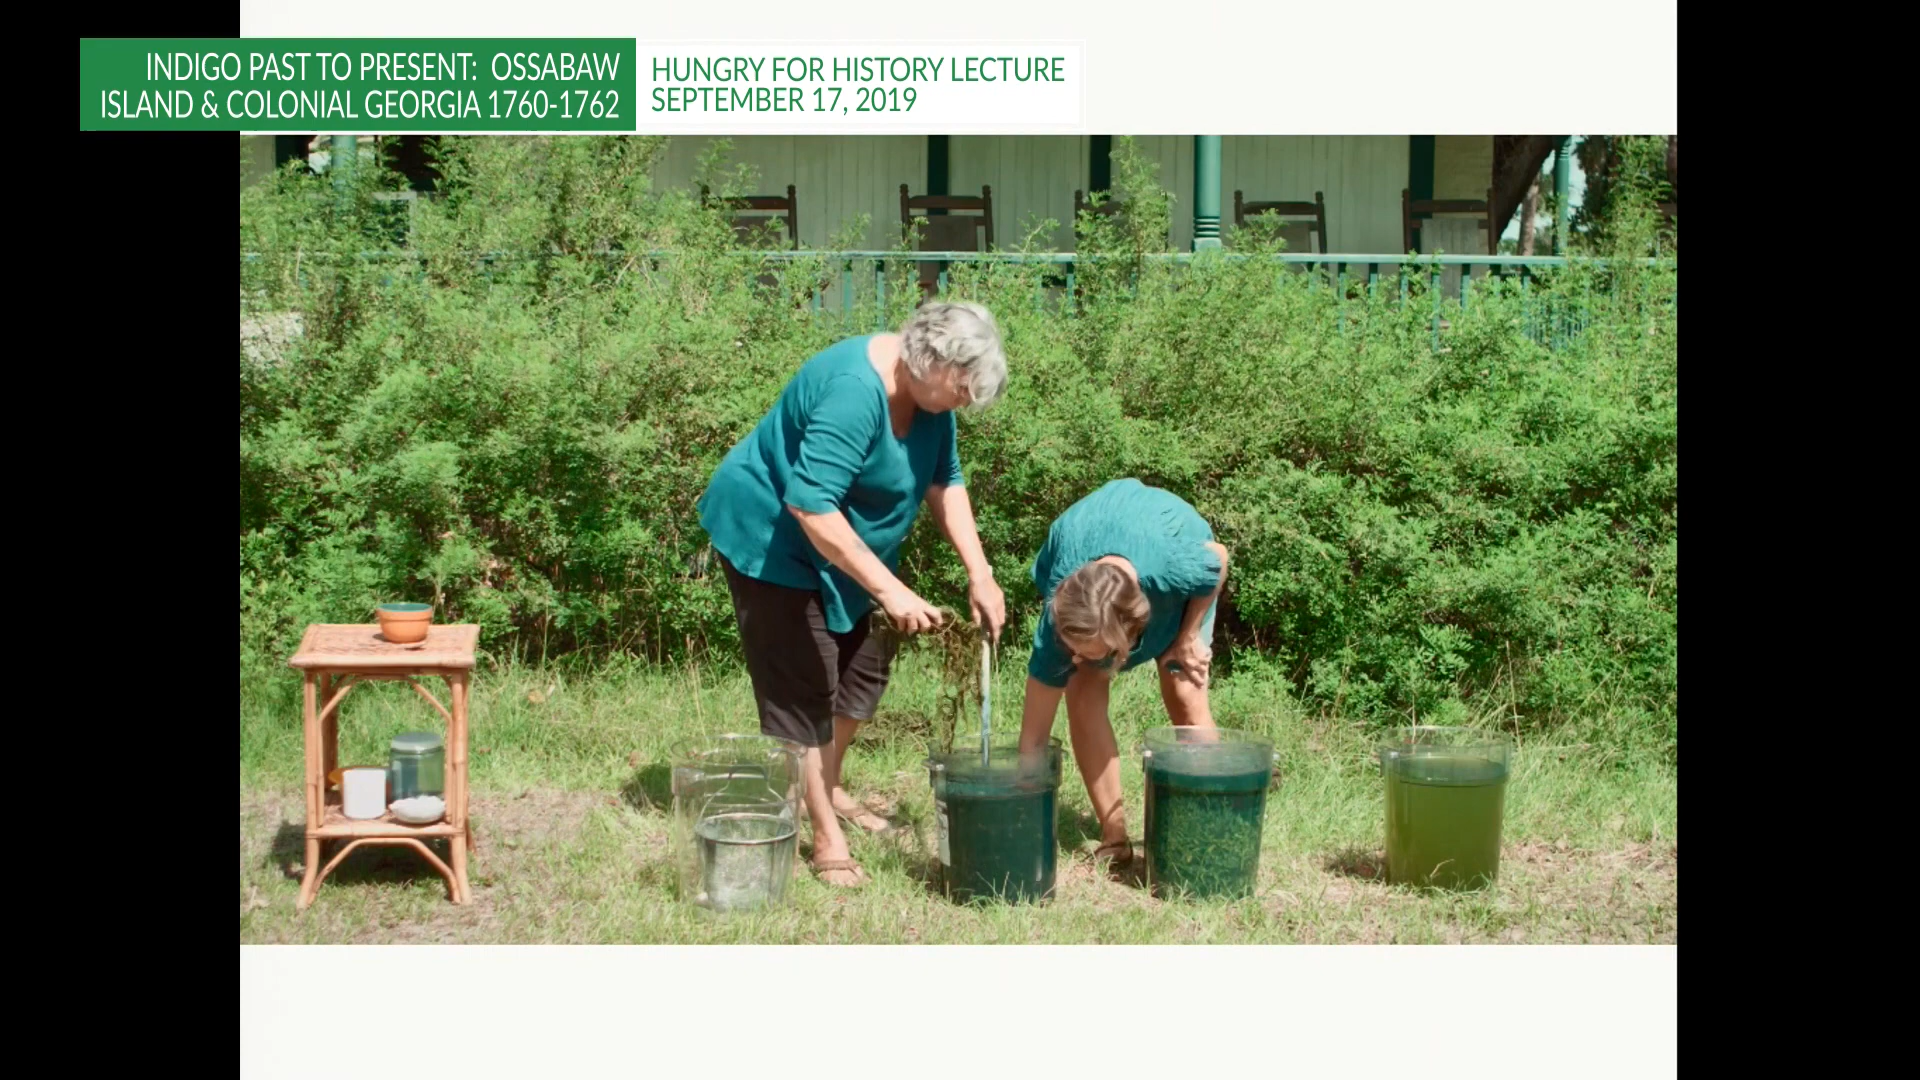 INDIGO PAST TO PRESENT: OSSABAW
ISLAND & COLONIAL GEORGIA 1760-1762
HUNGRY FOR HISTORY LECTURE
SEPTEMBER 17, 2019